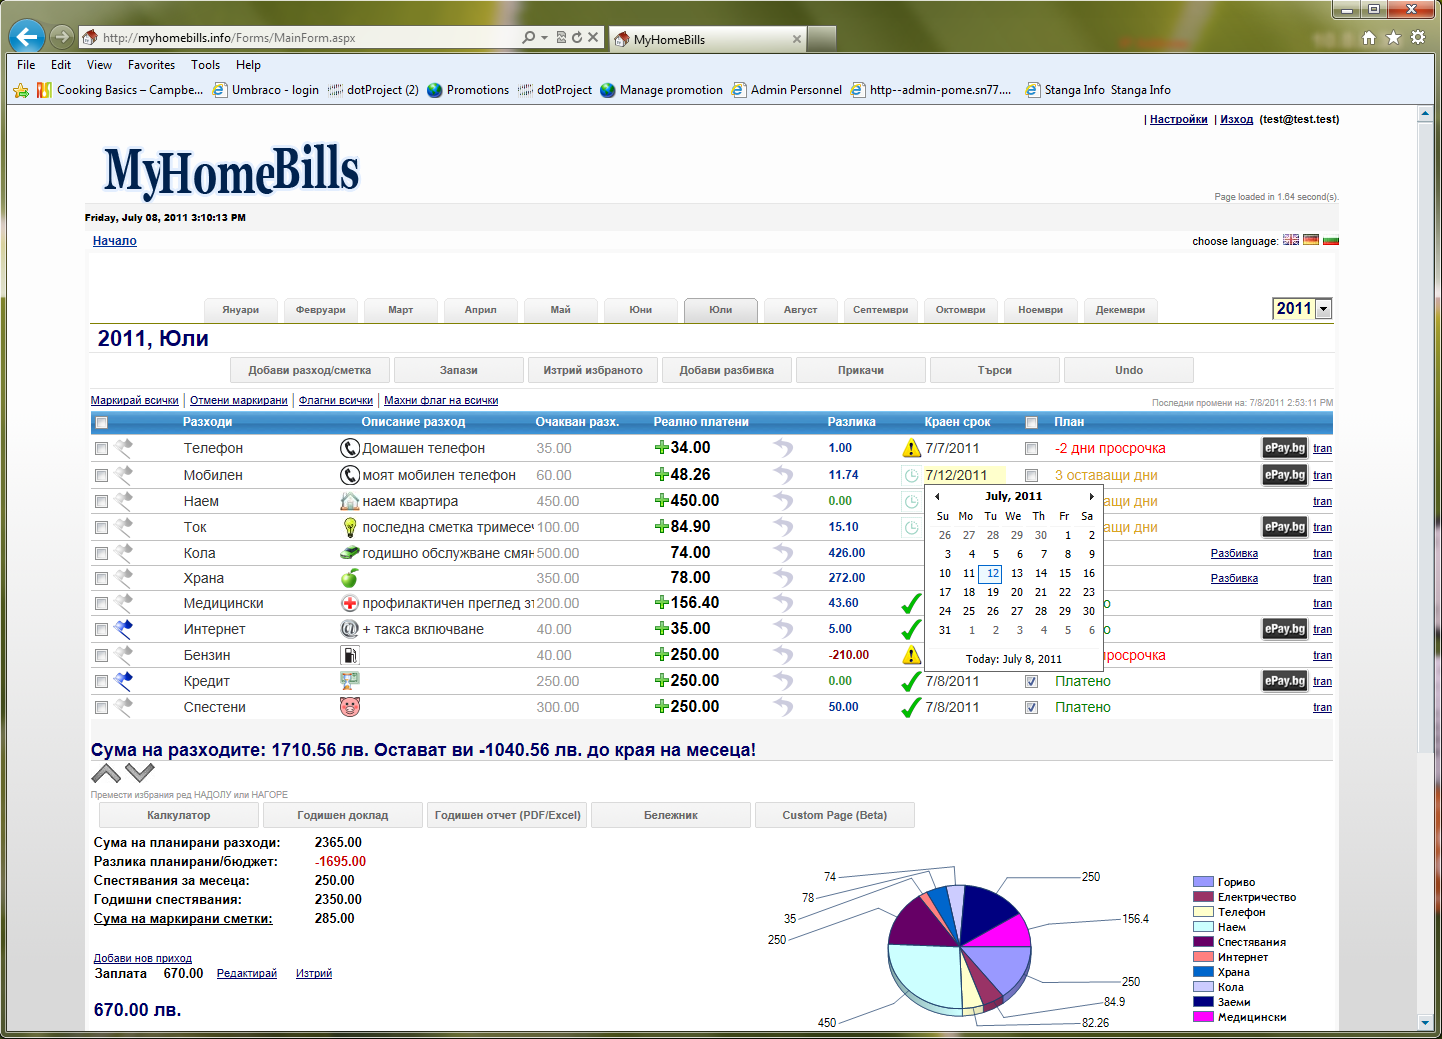 http://myhomebills.info/Forms/MainForm.aspx
MyHomeBills
File Edit View Favorites Tools Help
Cooking Basics – Campbe... Umbraco - login dotProject (2) Promotions dotProject Manage promotion Admin Personnel http--admin-pome.sn77.... Stanga Info Stanga Info
| Настройки | Изход (test@test.test)
MyHomeBills
Page loaded in 1.64 second(s).
Friday, July 08, 2011 3:10:13 PM
Начало
choose language:
Януари Февруари Март Април Май Юни Юли Август Септември Октомври Ноември Декември 2011
2011, Юли
Добави разход/сметка Запази Изтрий избраното Добави разбивка Прикачи Търси Undo
Маркирай всички | Отмени маркирани | Флагни всички | Махни флаг на всички
Последни промени на: 7/8/2011 2:53:11 PM
Разходи Описание разход Очакван разх. Реално платени Разлика Краен срок План
Телефон Домашен телефон 35.00 34.00 1.00 7/7/2011 -2 дни просрочка ePay.bg tran
Мобилен моят мобилен телефон 60.00 48.26 11.74 7/12/2011 3 оставащи дни ePay.bg tran
Наем наем квартира 450.00 450.00 0.00 ащи дни tran
Ток последна сметка тримесеч 100.00 84.90 15.10 ащи дни ePay.bg tran
Кола годишно обслужване смян 500.00 74.00 426.00 Разбивка tran
Храна 350.00 78.00 272.00 Разбивка tran
Медицински профилактичен преглед зъ 200.00 156.40 43.60 о tran
Интернет + такса включване 40.00 35.00 5.00 о ePay.bg tran
Бензин 40.00 250.00 -210.00 просрочка tran
Кредит 250.00 250.00 0.00 7/8/2011 Платено ePay.bg tran
Спестени 300.00 250.00 50.00 7/8/2011 Платено tran
July, 2011
Su Mo Tu We Th Fr Sa
26 27 28 29 30 1 2
3 4 5 6 7 8 9
10 11 12 13 14 15 16
17 18 19 20 21 22 23
24 25 26 27 28 29 30
31 1 2 3 4 5 6
Today: July 8, 2011
Сума на разходите: 1710.56 лв. Остават ви -1040.56 лв. до края на месеца!
Премести избрания ред НАДОЛУ или НАГОРЕ
Калкулатор Годишен доклад Годишен отчет (PDF/Excel) Бележник Custom Page (Beta)
Сума на планирани разходи: 2365.00
Разлика планирани/бюджет: -1695.00
Спестявания за месеца: 250.00
Годишни спестявания: 2350.00
Сума на маркирани сметки: 285.00
Добави нов приход
Заплата 670.00 Редактирай Изтрий
670.00 лв.
74
78
35
250
450
250
156.4
250
84.9
82.26
Гориво
Електричество
Телефон
Наем
Спестявания
Интернет
Храна
Кола
Заеми
Медицински